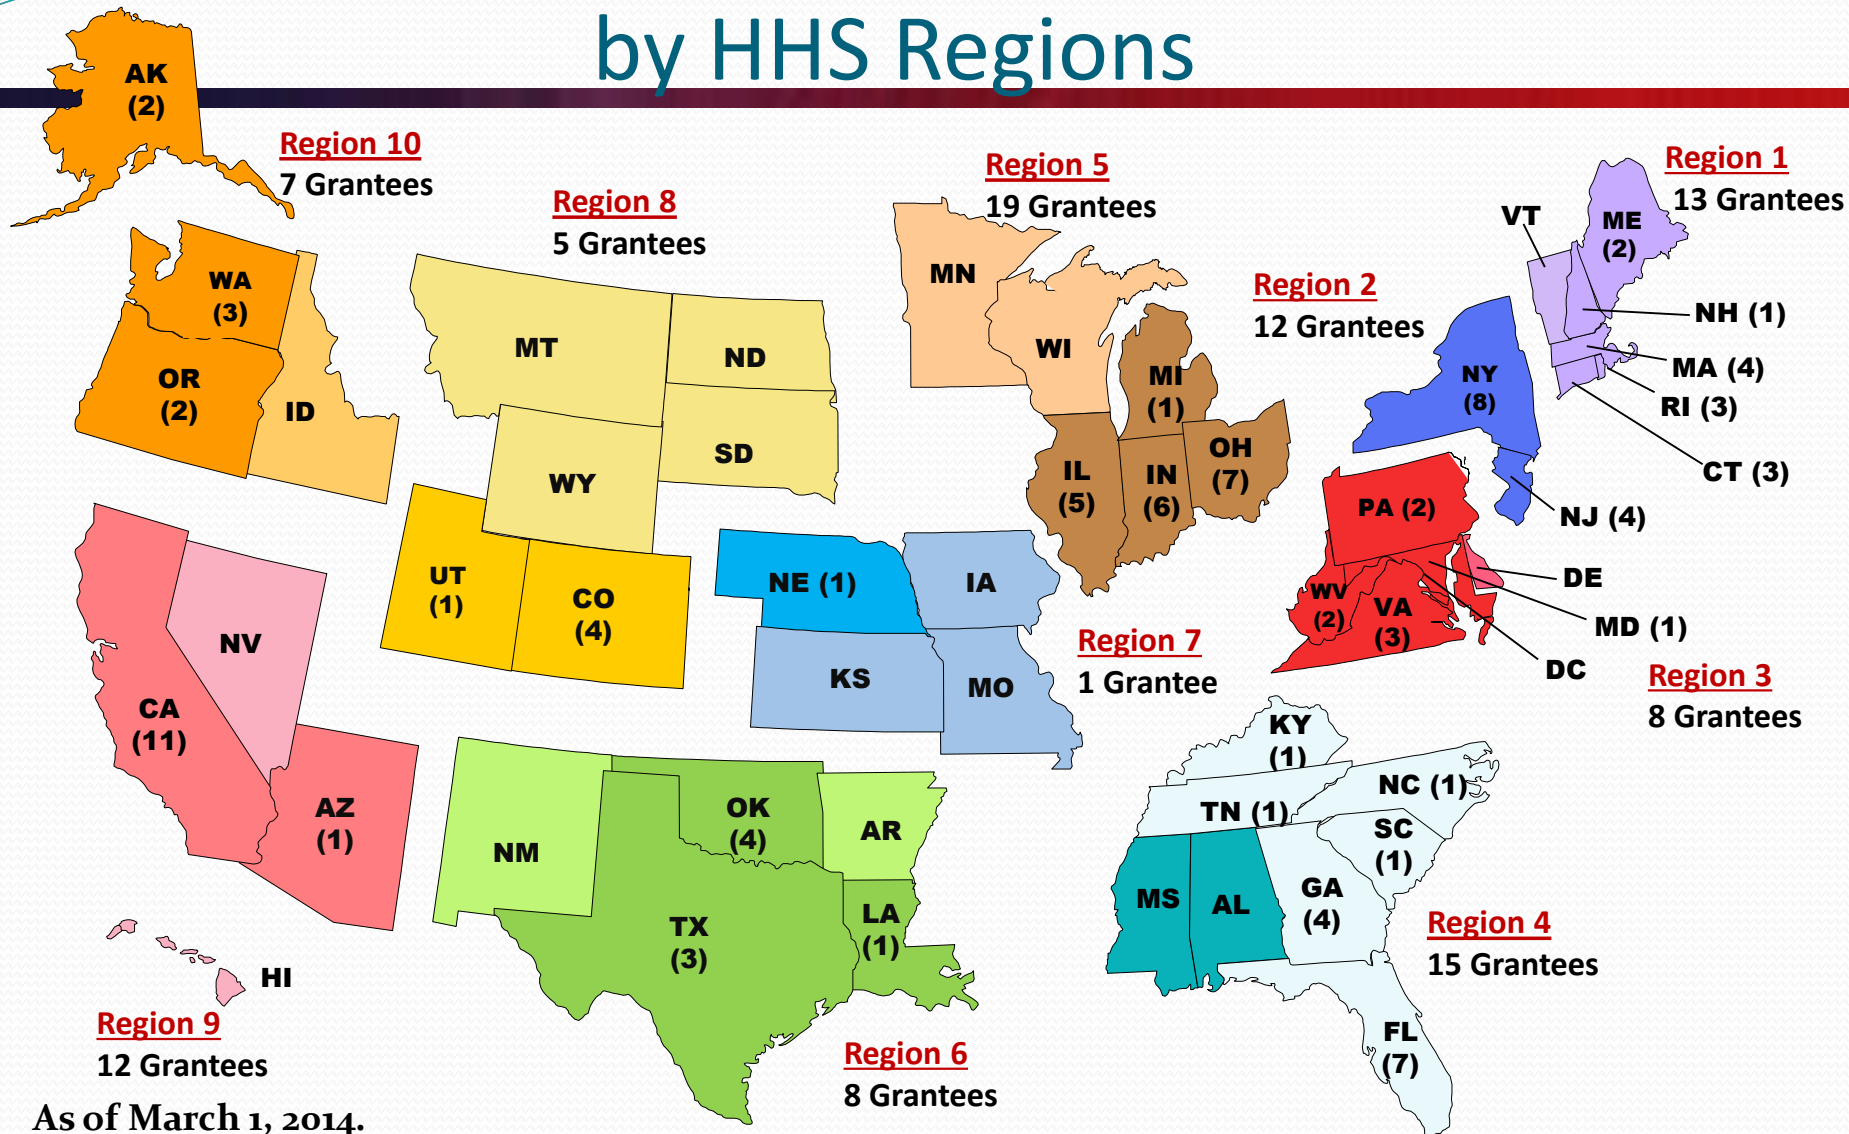 by HHS Regions
AK
(2)
Region 10
7 Grantees
WA
(3)
OR
(2)
ID
Region 8
5 Grantees
MT
ND
SD
WY
UT
(1)
CO
(4)
Region 5
19 Grantees
MN
WI
MI
(1)
IL
(5)
IN
(6)
OH
(7)
Region 2
12 Grantees
NY
(8)
NJ (4)
Region 1
13 Grantees
VT
ME
(2)
NH (1)
MA (4)
RI (3)
CT (3)
PA (2)
WV
(2)
VA
(3)
DE
MD (1)
DC
Region 3
8 Grantees
NE (1)
IA
KS
MO
Region 7
1 Grantee
CA
(11)
NV
AZ
(1)
HI
Region 9
12 Grantees
NM
OK
(4)
AR
TX
(3)
LA
(1)
Region 6
8 Grantees
KY
(1)
TN (1)
NC (1)
SC
(1)
MS
AL
GA
(4)
FL
(7)
Region 4
15 Grantees
As of March 1, 2014.